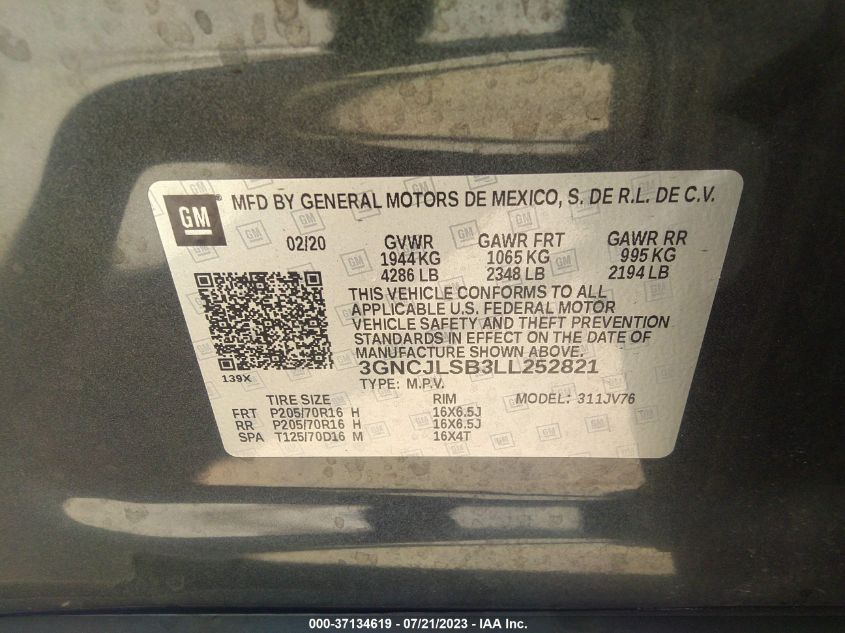 GM MFD BY GENERAL MOTORS DE MEXICO, S. DE R.L. DE C.V.
02/20 GVWR GAWR FRT GAWR RR
1944 KG 1065 KG 995 KG
4286 LB 2348 LB 2194 LB
THIS VEHICLE CONFORMS TO ALL
APPLICABLE U.S. FEDERAL MOTOR
VEHICLE SAFETY AND THEFT PREVENTION
STANDARDS IN EFFECT ON THE DATE OF
MANUFACTURE SHOWN ABOVE.
3GNCJLSB3LL252821
139X TYPE: M.P.V.
TIRE SIZE RIM MODEL: 311JV76
FRT P205/70R16 H 16X6.5J
RR P205/70R16 H 16X6.5J
SPA T125/70D16 M 16X4T
000-37134619 / 07/21/2023 - IAA Inc.